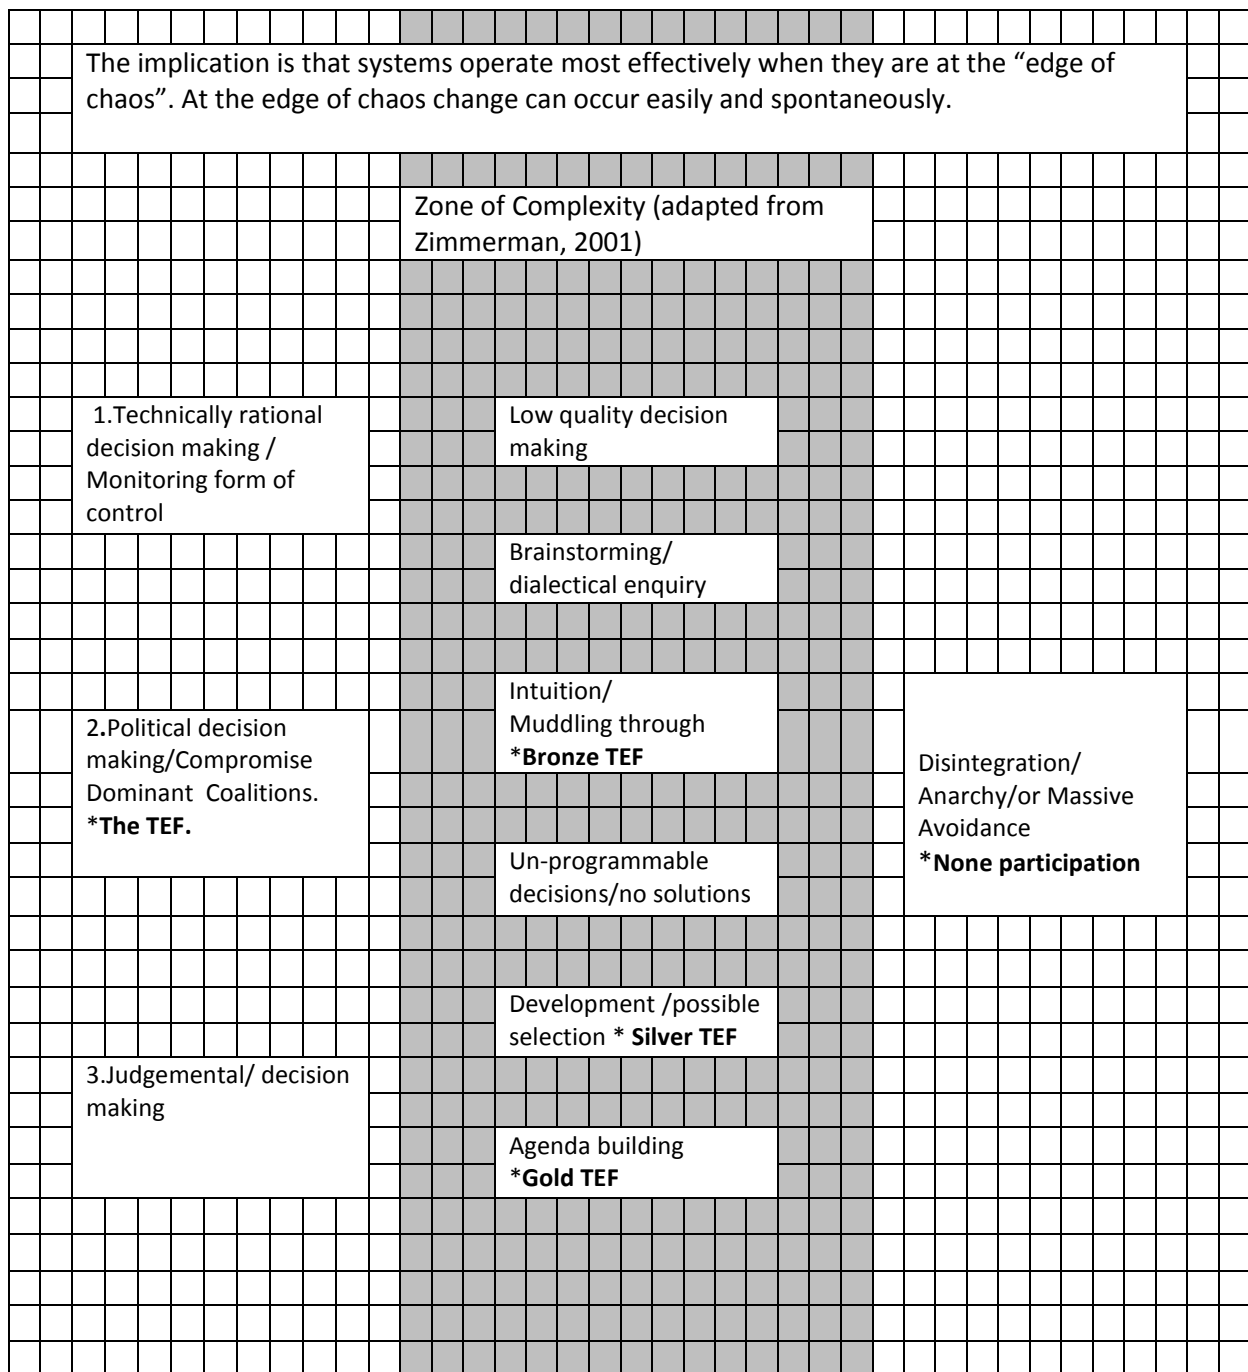 The implication is that systems operate most effectively when they are at the “edge of
chaos”. At the edge of chaos change can occur easily and spontaneously.
Zone of Complexity (adapted from
Zimmerman, 2001)
1.Technically rational
decision making /
Monitoring form of
control
Low quality decision
making
Brainstorming/
dialectical enquiry
Intuition/
Muddling through
*Bronze TEF
2.Political decision
making/Compromise
Dominant Coalitions.
*The TEF.
Disintegration/
Anarchy/or Massive
Avoidance
*None participation
Un-programmable
decisions/no solutions
Development /possible
selection * Silver TEF
3.Judgemental/ decision
making
Agenda building
*Gold TEF